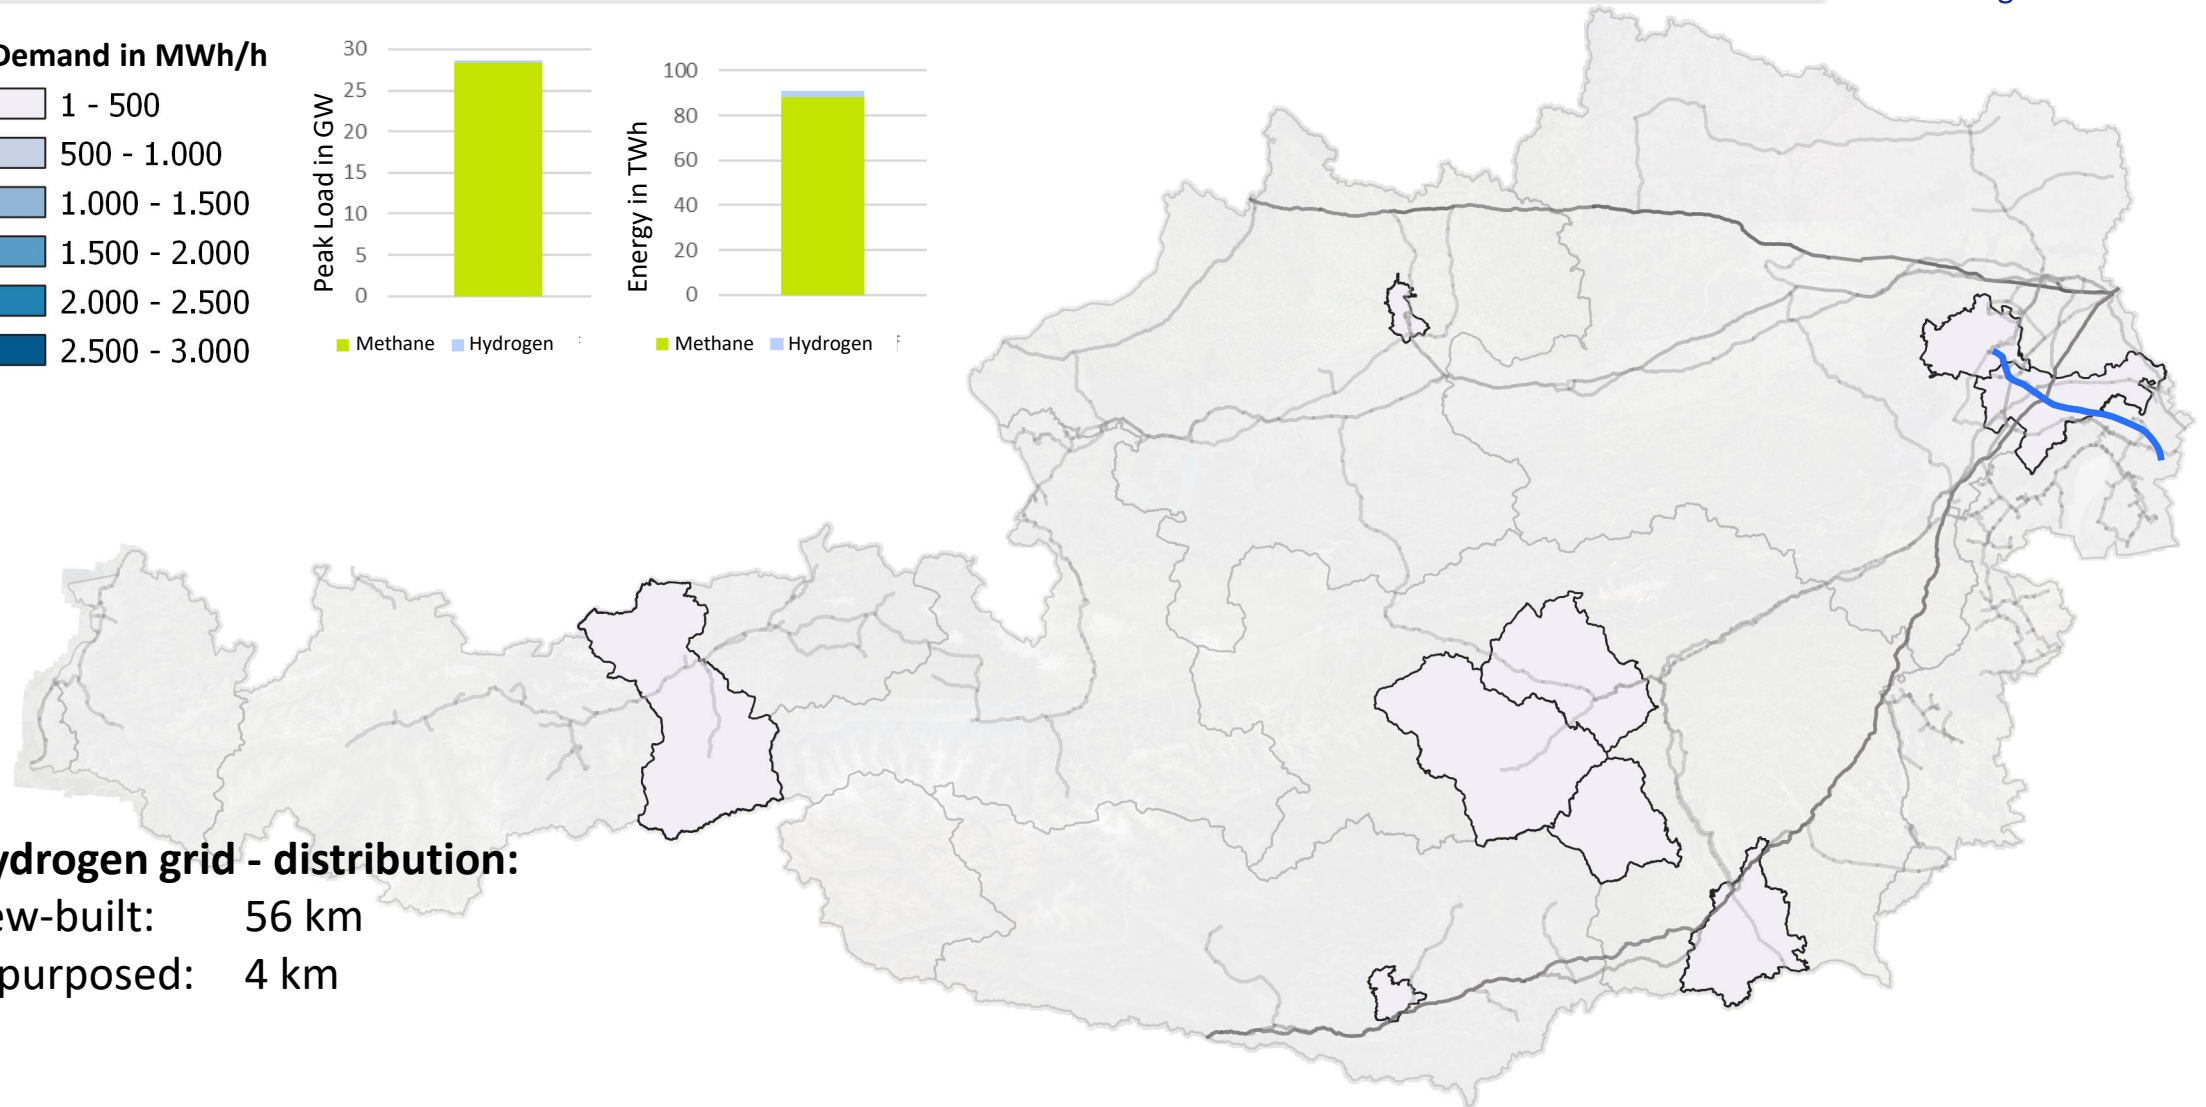 Demand in MWh/h
1 - 500
500 - 1.000
1.000 - 1.500
1.500 - 2.000
2.000 - 2.500
2.500 - 3.000
Peak Load in GW
30
25
20
15
10
5
0
Methane Hydrogen
Energy in TWh
100
80
60
40
20
0
Methane Hydrogen
ydrogen grid - distribution:
ew-built: 56 km
purposed: 4 km